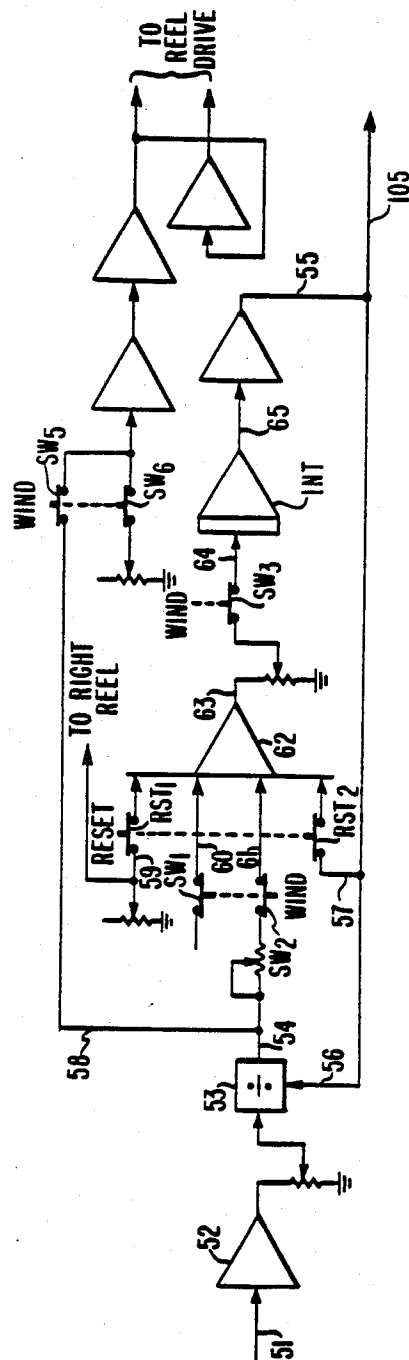 TO
REEL
DRIVE
WIND
SW5
SW6
TO RIGHT
REEL
RESET
RST1
59
SW1
60
61
WIND
SW2
RST2
57
62
63
WIND
SW3
64
INT
65
55
105
58
54
53
÷
56
52
51